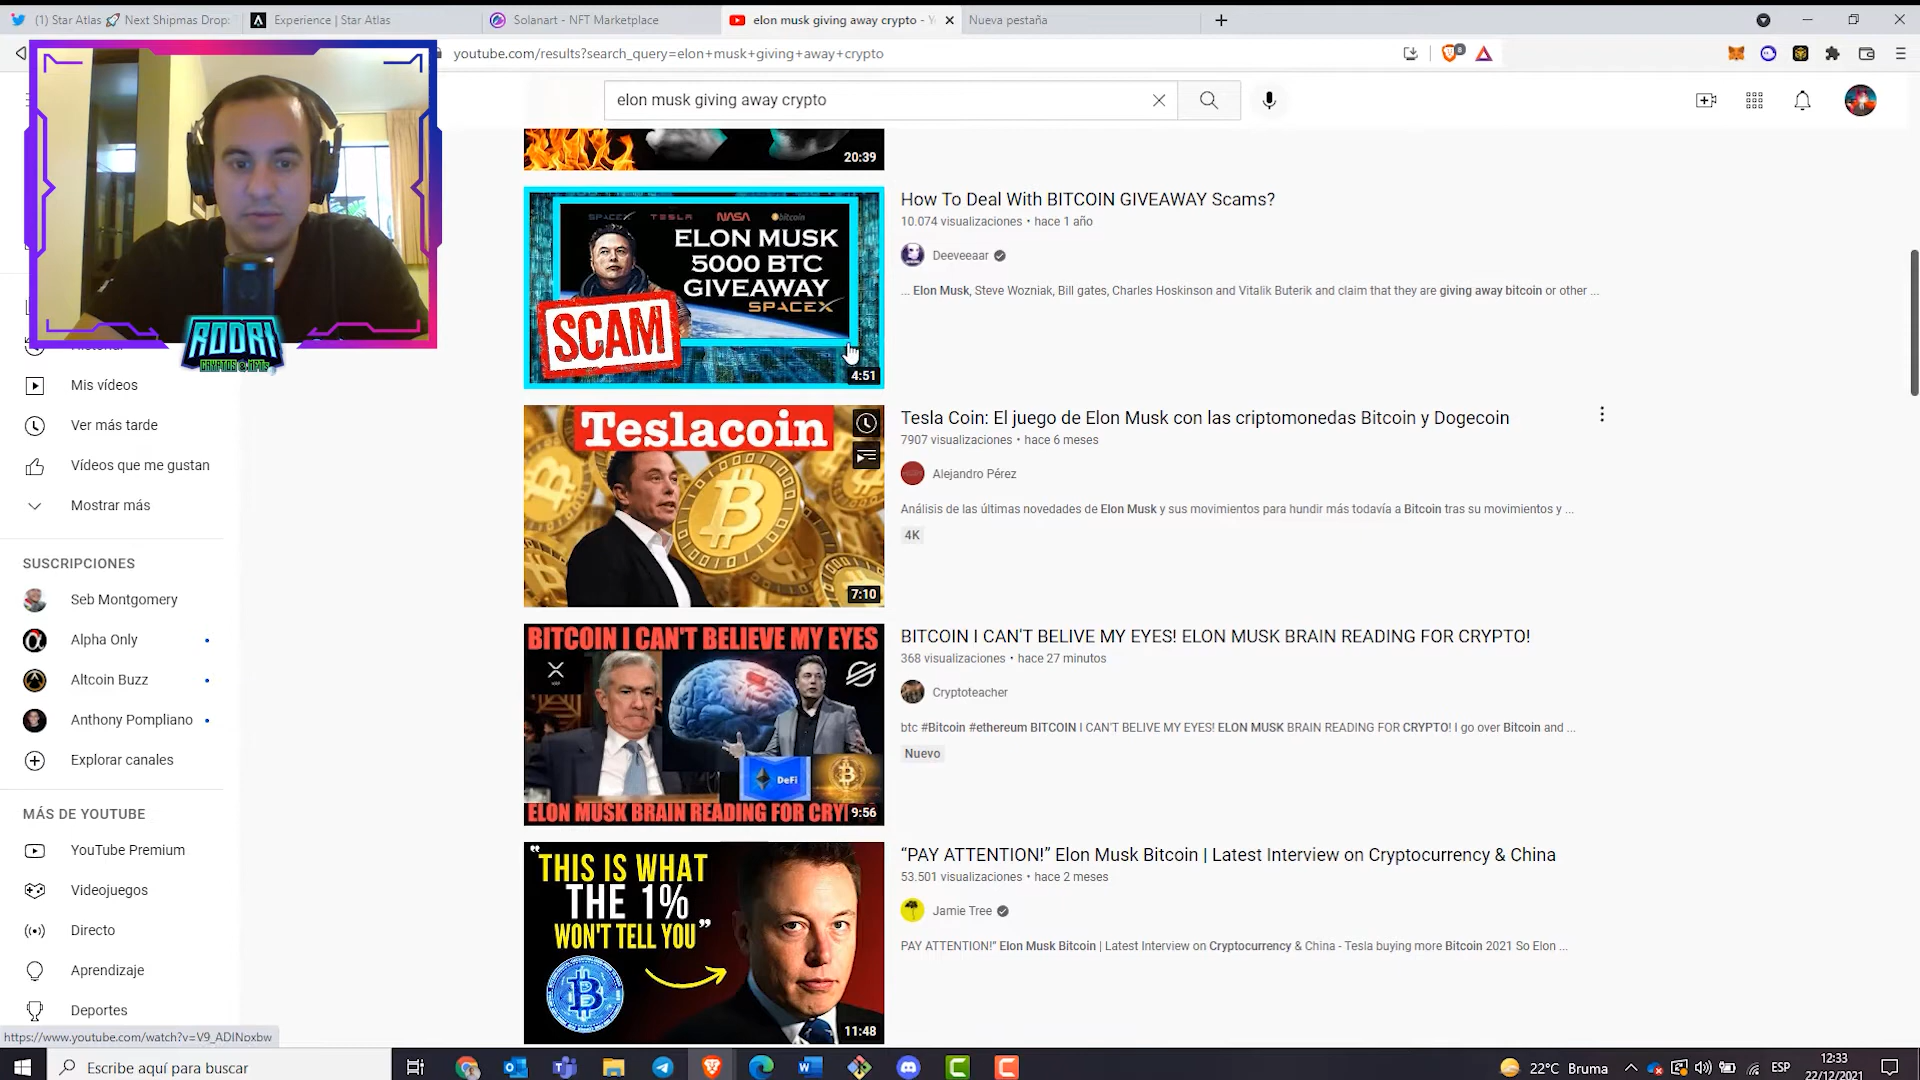 (1) Star Atlas 🚀 Next Shipmas Drop:
Experience | Star Atlas
Solanart - NFT Marketplace
elon musk giving away crypto - Y
Nueva pestaña
youtube.com/results?search_query=elon+musk+giving+away+crypto
elon musk giving away crypto
20:39
SPACEX TESLA NASA bitcoin
ELON MUSK
5000 BTC
GIVEAWAY
SPACEX
SCAM
4:51
How To Deal With BITCOIN GIVEAWAY Scams?
10.074 visualizaciones • hace 1 año
Deeveeaar
... Elon Musk, Steve Wozniak, Bill gates, Charles Hoskinson and Vitalik Buterik and claim that they are giving away bitcoin or other ...
RODRI
CRYPTOS & NFTs
Mis vídeos
Ver más tarde
Vídeos que me gustan
Mostrar más
SUSCRIPCIONES
Seb Montgomery
Alpha Only
Altcoin Buzz
Anthony Pompliano
Explorar canales
MÁS DE YOUTUBE
YouTube Premium
Videojuegos
Directo
Aprendizaje
Deportes
Teslacoin
7:10
Tesla Coin: El juego de Elon Musk con las criptomonedas Bitcoin y Dogecoin
7907 visualizaciones • hace 6 meses
Alejandro Pérez
Análisis de las últimas novedades de Elon Musk y sus movimientos para hundir más todavía a Bitcoin tras su movimientos y ...
4K
BITCOIN I CAN'T BELIEVE MY EYES
DeFi
ELON MUSK BRAIN READING FOR CRY
9:56
BITCOIN I CAN'T BELIVE MY EYES! ELON MUSK BRAIN READING FOR CRYPTO!
368 visualizaciones • hace 27 minutos
Cryptoteacher
btc #Bitcoin #ethereum BITCOIN I CAN'T BELIVE MY EYES! ELON MUSK BRAIN READING FOR CRYPTO! I go over Bitcoin and ...
Nuevo
"THIS IS WHAT
THE 1%
WON'T TELL YOU"
11:48
“PAY ATTENTION!” Elon Musk Bitcoin | Latest Interview on Cryptocurrency & China
53.501 visualizaciones • hace 2 meses
Jamie Tree
PAY ATTENTION!” Elon Musk Bitcoin | Latest Interview on Cryptocurrency & China - Tesla buying more Bitcoin 2021 So Elon ...
https://www.youtube.com/watch?v=V9_ADINoxbw
Escribe aquí para buscar
22°C Bruma
ESP
12:33
22/12/2021